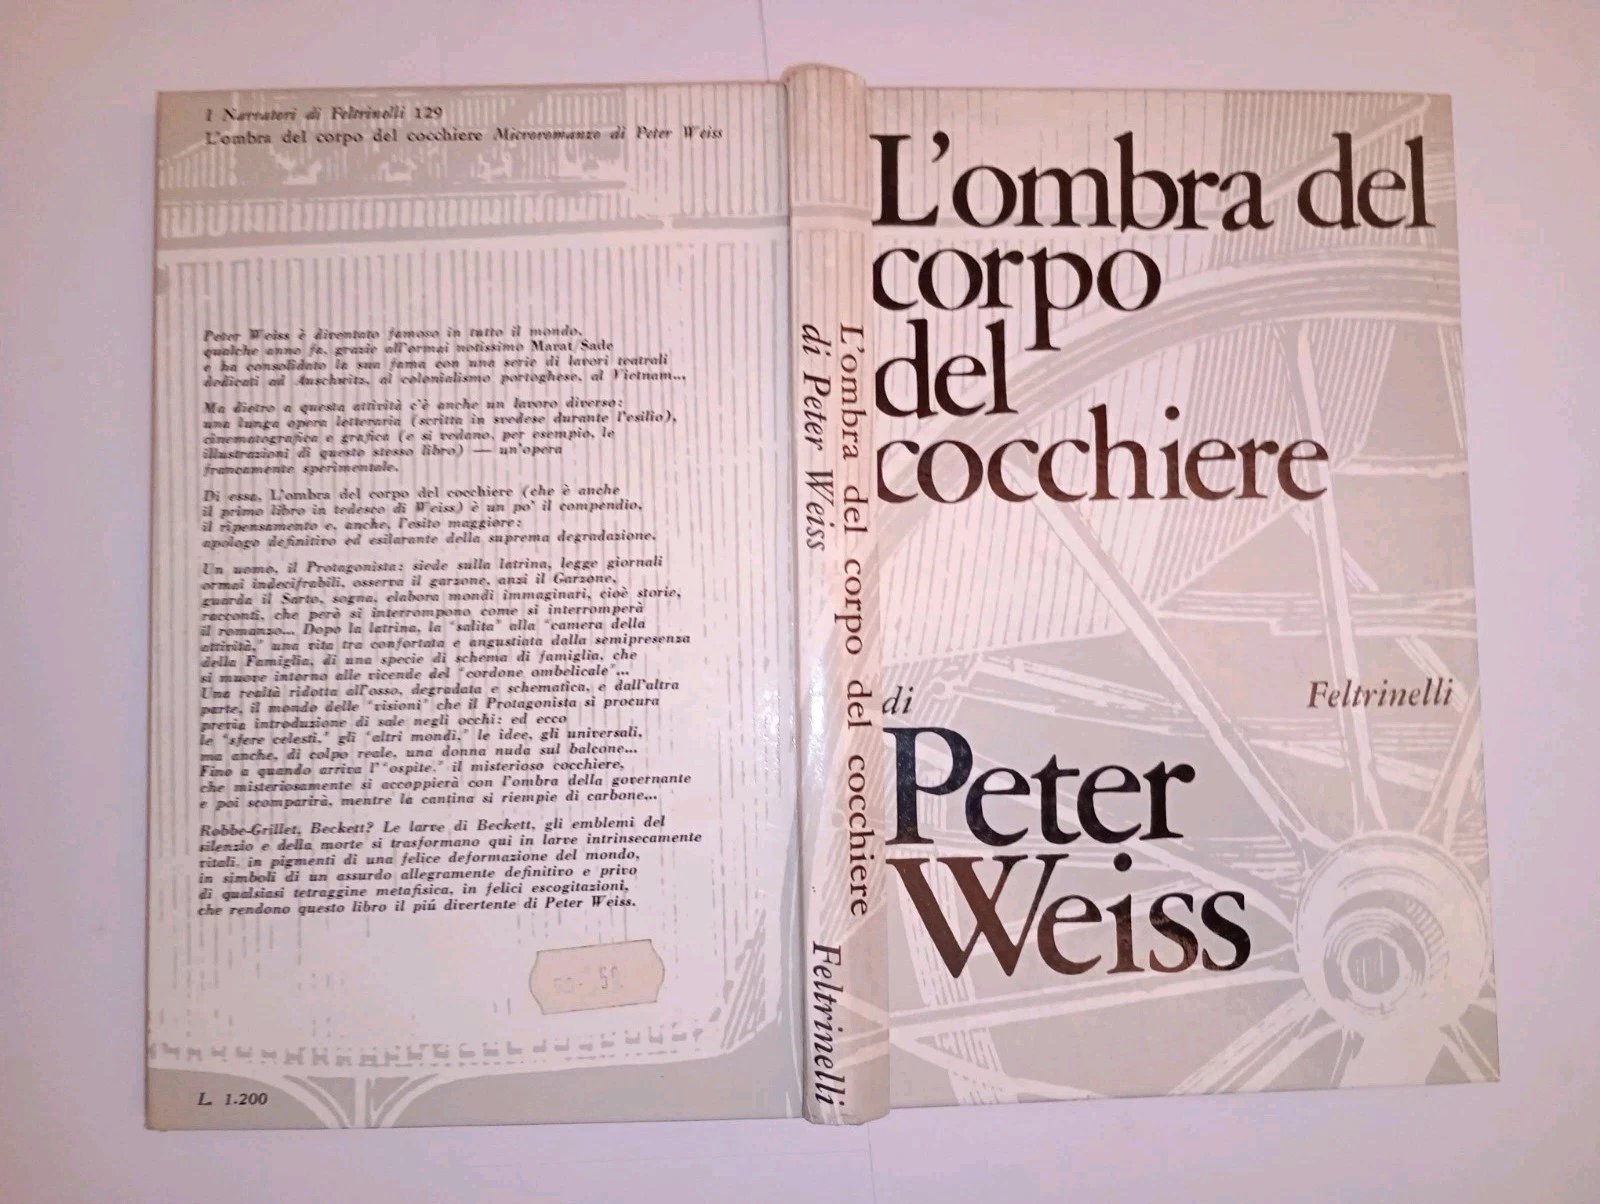 I Narratori di Feltrinelli 129
L'ombra del corpo del cocchiere Microromanzo di Peter Weiss
Peter Weiss è diventato famoso in tutto il mondo,
qualche anno fa, grazie all'ormai notissimo Marat/Sade
e ha consolidato la sua fama con una serie di lavori teatrali
dedicati ad Auschwitz, al colonialismo portoghese, al Vietnam...
Ma dietro a questa attività c'è anche un lavoro diverso:
una lunga opera letteraria (scritta in svedese durante l'esilio),
cinematografica e grafica (e si vedano, per esempio, le
illustrazioni di questo stesso libro) — un'opera
francamente sperimentale.
Di essa, L'ombra del corpo del cocchiere (che è anche
il primo libro in tedesco di Weiss) è un po' il compendio,
il ripensamento e, anche, l'esito maggiore:
apologo definitivo ed esilarante della suprema degradazione.
Un uomo, il Protagonista: siede sulla latrina, legge giornali
ormai indecifrabili, osserva il garzone, anzi il Garzone,
guarda il Sarto, sogna, elabora mondi immaginari, cioè storie,
racconti, che però si interrompono come si interromperà
il romanzo... Dopo la latrina, la "salita" alla "camera della
attività," una vita tra confortata e angustiata dalla semipresenza
della Famiglia, di una specie di schema di famiglia, che
si muove intorno alle vicende del "cordone ombelicale"...
Una realtà ridotta all'osso, degradata e schematica, e dall'altra
parte, il mondo delle "visioni" che il Protagonista si procura
previa introduzione di sale negli occhi: ed ecco
le "sfere celesti," gli "altri mondi," le idee, gli universali,
ma anche, di colpo reale, una donna nuda sul balcone...
Fino a quando arriva l'"ospite," il misterioso cocchiere,
che misteriosamente si accoppierà con l'ombra della governante
e poi scomparirà, mentre la cantina si riempie di carbone...
Robbe-Grillet, Beckett? Le larve di Beckett, gli emblemi del
silenzio e della morte si trasformano qui in larve intrinsecamente
vitali, in pigmenti di una felice deformazione del mondo,
in simboli di un assurdo allegramente definitivo e privo
di qualsiasi tetraggine metafisica, in felici escogitazioni,
che rendono questo libro il piú divertente di Peter Weiss.
L. 1.200
L'ombra del corpo del cocchiere
di Peter Weiss
Feltrinelli
L'ombra del
corpo
del
cocchiere
di
Feltrinelli
Peter
Weiss